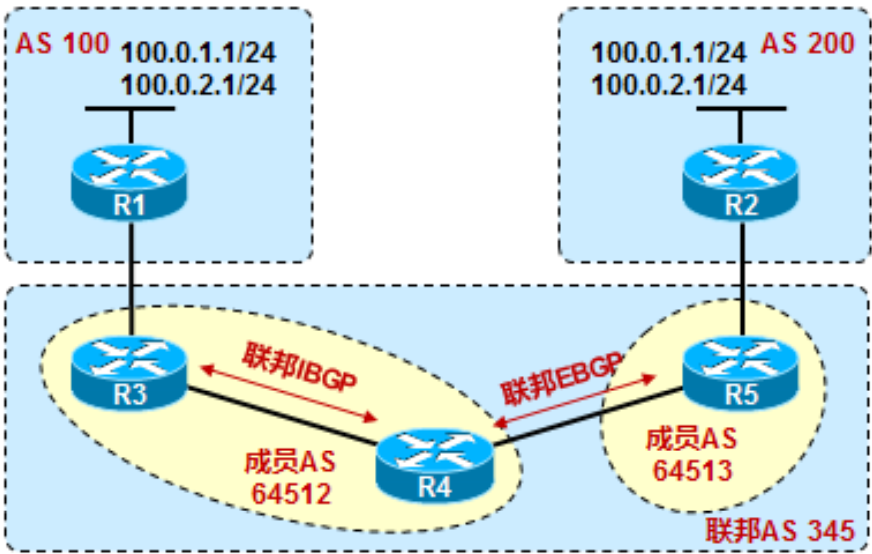 AS 100
100.0.1.1/24
100.0.2.1/24
R1
100.0.1.1/24
100.0.2.1/24
AS 200
R2
R3
联邦IBGP
联邦EBGP
R5
成员AS
64512
R4
成员AS
64513
联邦AS 345